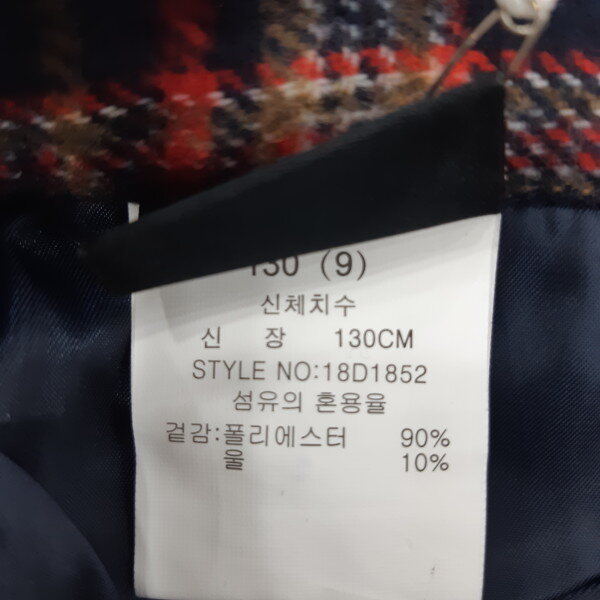 130 (9)
신체치수
신 장 130CM
STYLE NO:18D1852
섬유의 혼용율
겉감:폴리에스터 90%
울 10%